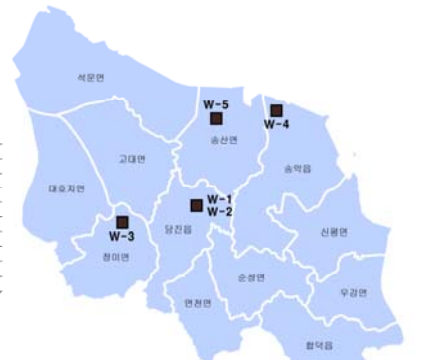 석문면
W-5
W-4
송산면
고대면
송악읍
대호지면
W-1
W-2
당진읍
W-3
신평면
정미면
순성면
면천면
우강면
합덕읍